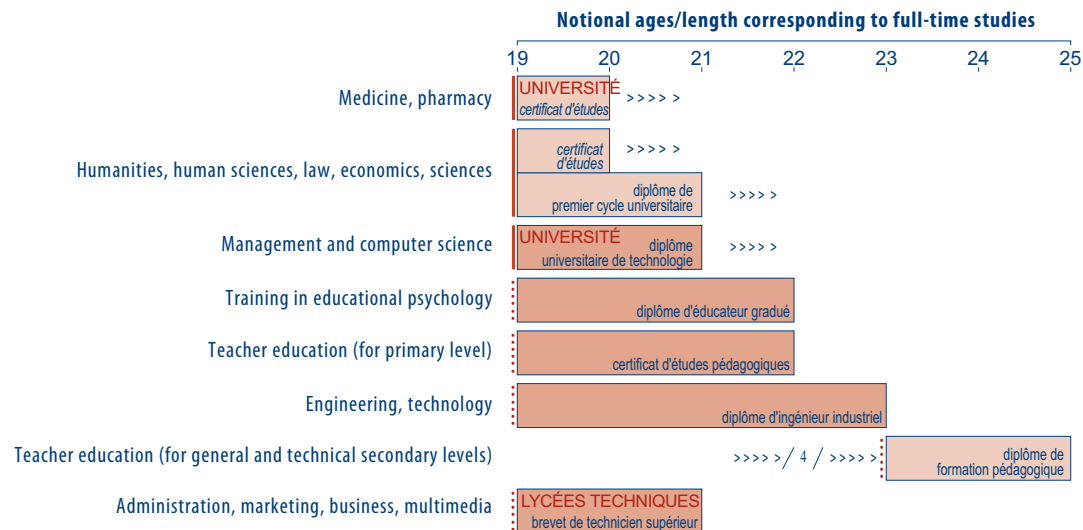 Notional ages/length corresponding to full-time studies
19 20 21 22 23 24 25
Medicine, pharmacy
UNIVERSITÉ
certificat d'études
>>>>>
Humanities, human sciences, law, economics, sciences
certificat
d'études
>>>>>
diplôme de
premier cycle universitaire
>>>>>
Management and computer science
UNIVERSITÉ
diplôme
universitaire de technologie
>>>>>
Training in educational psychology
diplôme d'éducateur gradué
Teacher education (for primary level)
certificat d'études pédagogiques
Engineering, technology
diplôme d'ingénieur industriel
Teacher education (for general and technical secondary levels)
>>>>>/ 4 / >>>>>
diplôme de
formation pédagogique
Administration, marketing, business, multimedia
LYCÉES TECHNIQUES
brevet de technicien supérieur